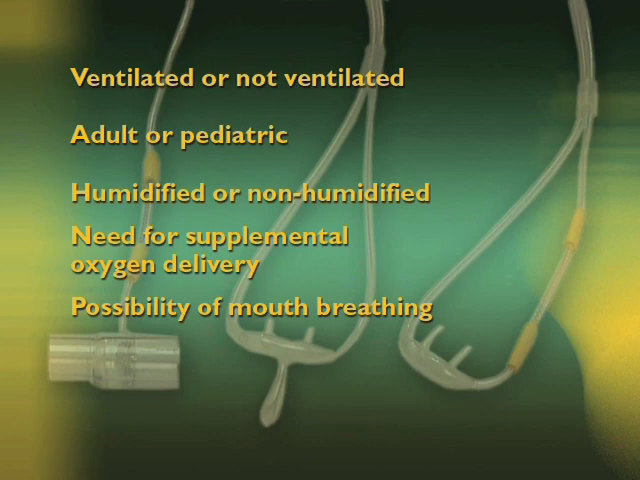 Ventilated or not ventilated
Adult or pediatric
Humidified or non-humidified
Need for supplemental
oxygen delivery
Possibility of mouth breathing